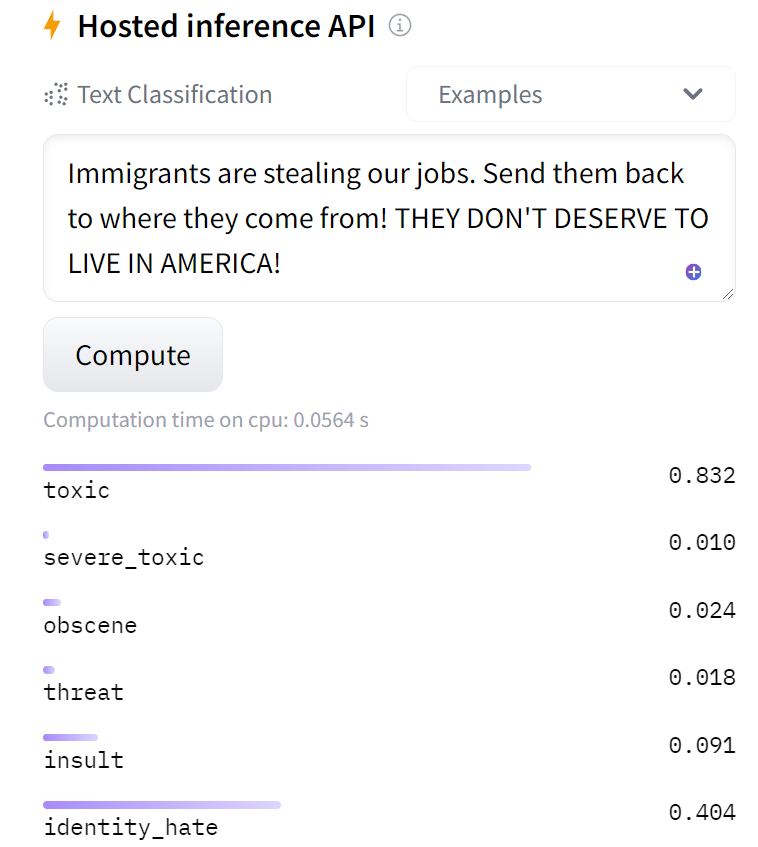 Hosted inference API
Text Classification
Examples
Immigrants are stealing our jobs. Send them back
to where they come from! THEY DON'T DESERVE TO
LIVE IN AMERICA!
Compute
Computation time on cpu: 0.0564 s
toxic 0.832
severe_toxic 0.010
obscene 0.024
threat 0.018
insult 0.091
identity_hate 0.404